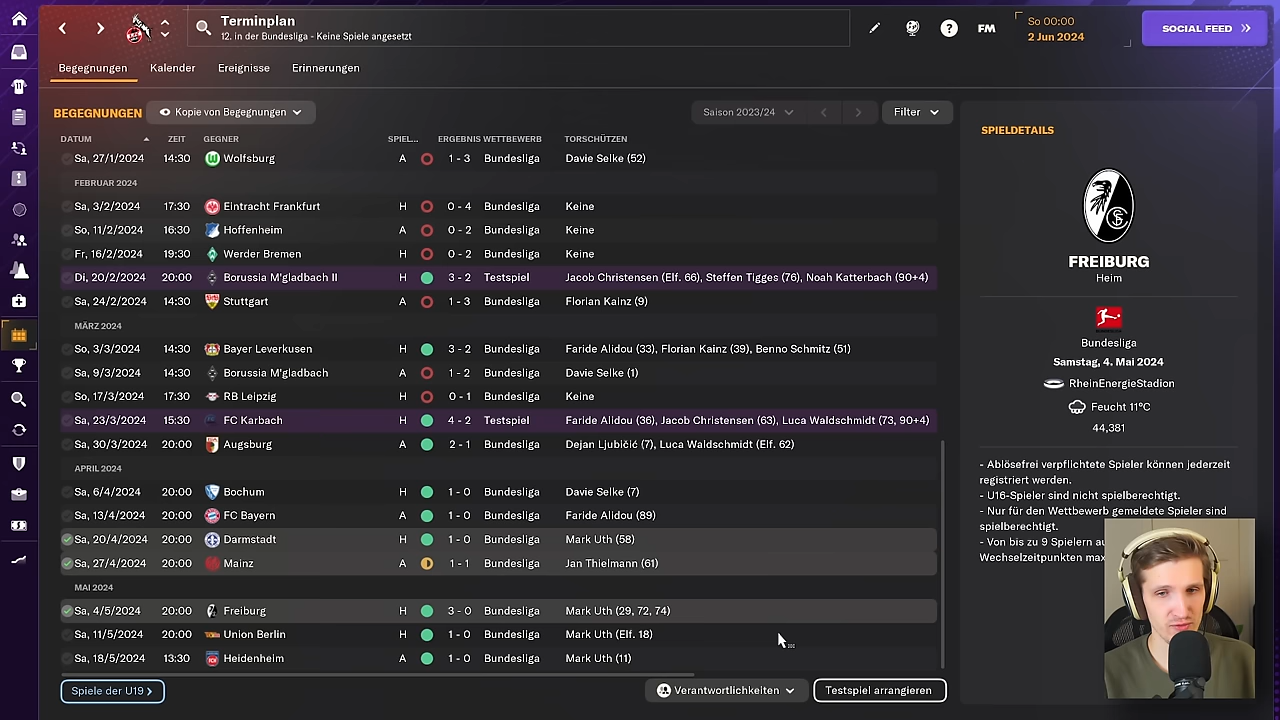 Terminplan
12. in der Bundesliga - Keine Spiele angesetzt
FM
So 00:00
2 Jun 2024
SOCIAL FEED
Begegnungen Kalender Ereignisse Erinnerungen
BEGEGNUNGEN Kopie von Begegnungen Saison 2023/24 Filter
DATUM ZEIT GEGNER SPIEL... ERGEBNIS WETTBEWERB TORSCHÜTZEN
Sa, 27/1/2024 14:30 Wolfsburg A 1 - 3 Bundesliga Davie Selke (52)
FEBRUAR 2024
Sa, 3/2/2024 17:30 Eintracht Frankfurt H 0 - 4 Bundesliga Keine
So, 11/2/2024 16:30 Hoffenheim A 0 - 2 Bundesliga Keine
Fr, 16/2/2024 19:30 Werder Bremen H 0 - 2 Bundesliga Keine
Di, 20/2/2024 20:00 Borussia M'gladbach II H 3 - 2 Testspiel Jacob Christensen (Elf. 66), Steffen Tigges (76), Noah Katterbach (90+4)
Sa, 24/2/2024 14:30 Stuttgart A 1 - 3 Bundesliga Florian Kainz (9)
MÄRZ 2024
So, 3/3/2024 14:30 Bayer Leverkusen H 3 - 2 Bundesliga Faride Alidou (33), Florian Kainz (39), Benno Schmitz (51)
Sa, 9/3/2024 14:30 Borussia M'gladbach A 1 - 2 Bundesliga Davie Selke (1)
So, 17/3/2024 17:30 RB Leipzig H 0 - 1 Bundesliga Keine
Sa, 23/3/2024 15:30 FC Karbach H 4 - 2 Testspiel Faride Alidou (36), Jacob Christensen (63), Luca Waldschmidt (73, 90+4)
Sa, 30/3/2024 20:00 Augsburg A 2 - 1 Bundesliga Dejan Ljubičić (7), Luca Waldschmidt (Elf. 62)
APRIL 2024
Sa, 6/4/2024 20:00 Bochum H 1 - 0 Bundesliga Davie Selke (7)
Sa, 13/4/2024 20:00 FC Bayern A 1 - 0 Bundesliga Faride Alidou (89)
Sa, 20/4/2024 20:00 Darmstadt H 1 - 0 Bundesliga Mark Uth (58)
Sa, 27/4/2024 20:00 Mainz A 1 - 1 Bundesliga Jan Thielmann (61)
MAI 2024
Sa, 4/5/2024 20:00 Freiburg H 3 - 0 Bundesliga Mark Uth (29, 72, 74)
Sa, 11/5/2024 20:00 Union Berlin H 1 - 0 Bundesliga Mark Uth (Elf. 18)
Sa, 18/5/2024 13:30 Heidenheim A 1 - 0 Bundesliga Mark Uth (11)
Spiele der U19 Verantwortlichkeiten Testspiel arrangieren
SPIELDETAILS
FREIBURG
Heim
Bundesliga
Samstag, 4. Mai 2024
RheinEnergieStadion
Feucht 11°C
44,381
- Ablösefrei verpflichtete Spieler können jederzeit
registriert werden.
- U16-Spieler sind nicht spielberechtigt.
- Nur für den Wettbewerb gemeldete Spieler sind
spielberechtigt.
- Von bis zu 9 Spielern
Wechselzeitpunkten